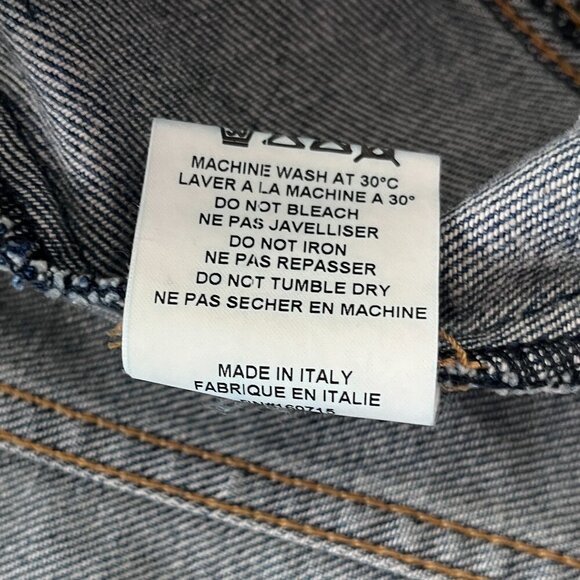 MACHINE WASH AT 30°C
LAVER A LA MACHINE A 30°
DO NOT BLEACH
NE PAS JAVELLISER
DO NOT IRON
NE PAS REPASSER
DO NOT TUMBLE DRY
NE PAS SECHER EN MACHINE
MADE IN ITALY
FABRIQUE EN ITALIE